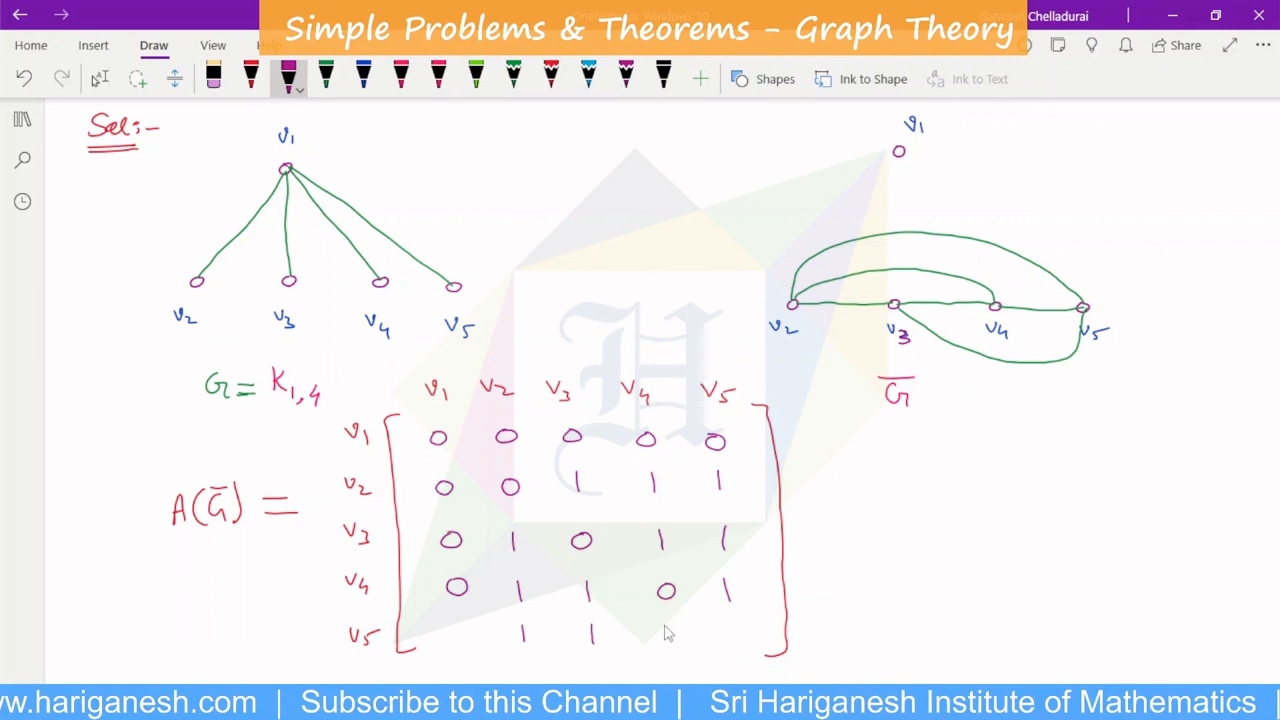 Simple Problems & Theorems - Graph Theory
Chelladurai
Home Insert Draw View
Shapes Ink to Shape Ink to Text Share
Sol:-
v1 v1
v2 v3 v4 v5 v2 v3 v4 v5
G = K1,4 G̅
v1 v2 v3 v4 v5
v1 0 0 0 0 0
v2 0 0 1 1 1
A(G̅) =
v3 0 1 0 1 1
v4 0 1 1 0 1
v5 1 1
w.hariganesh.com | Subscribe to this Channel | Sri Hariganesh Institute of Mathematics |